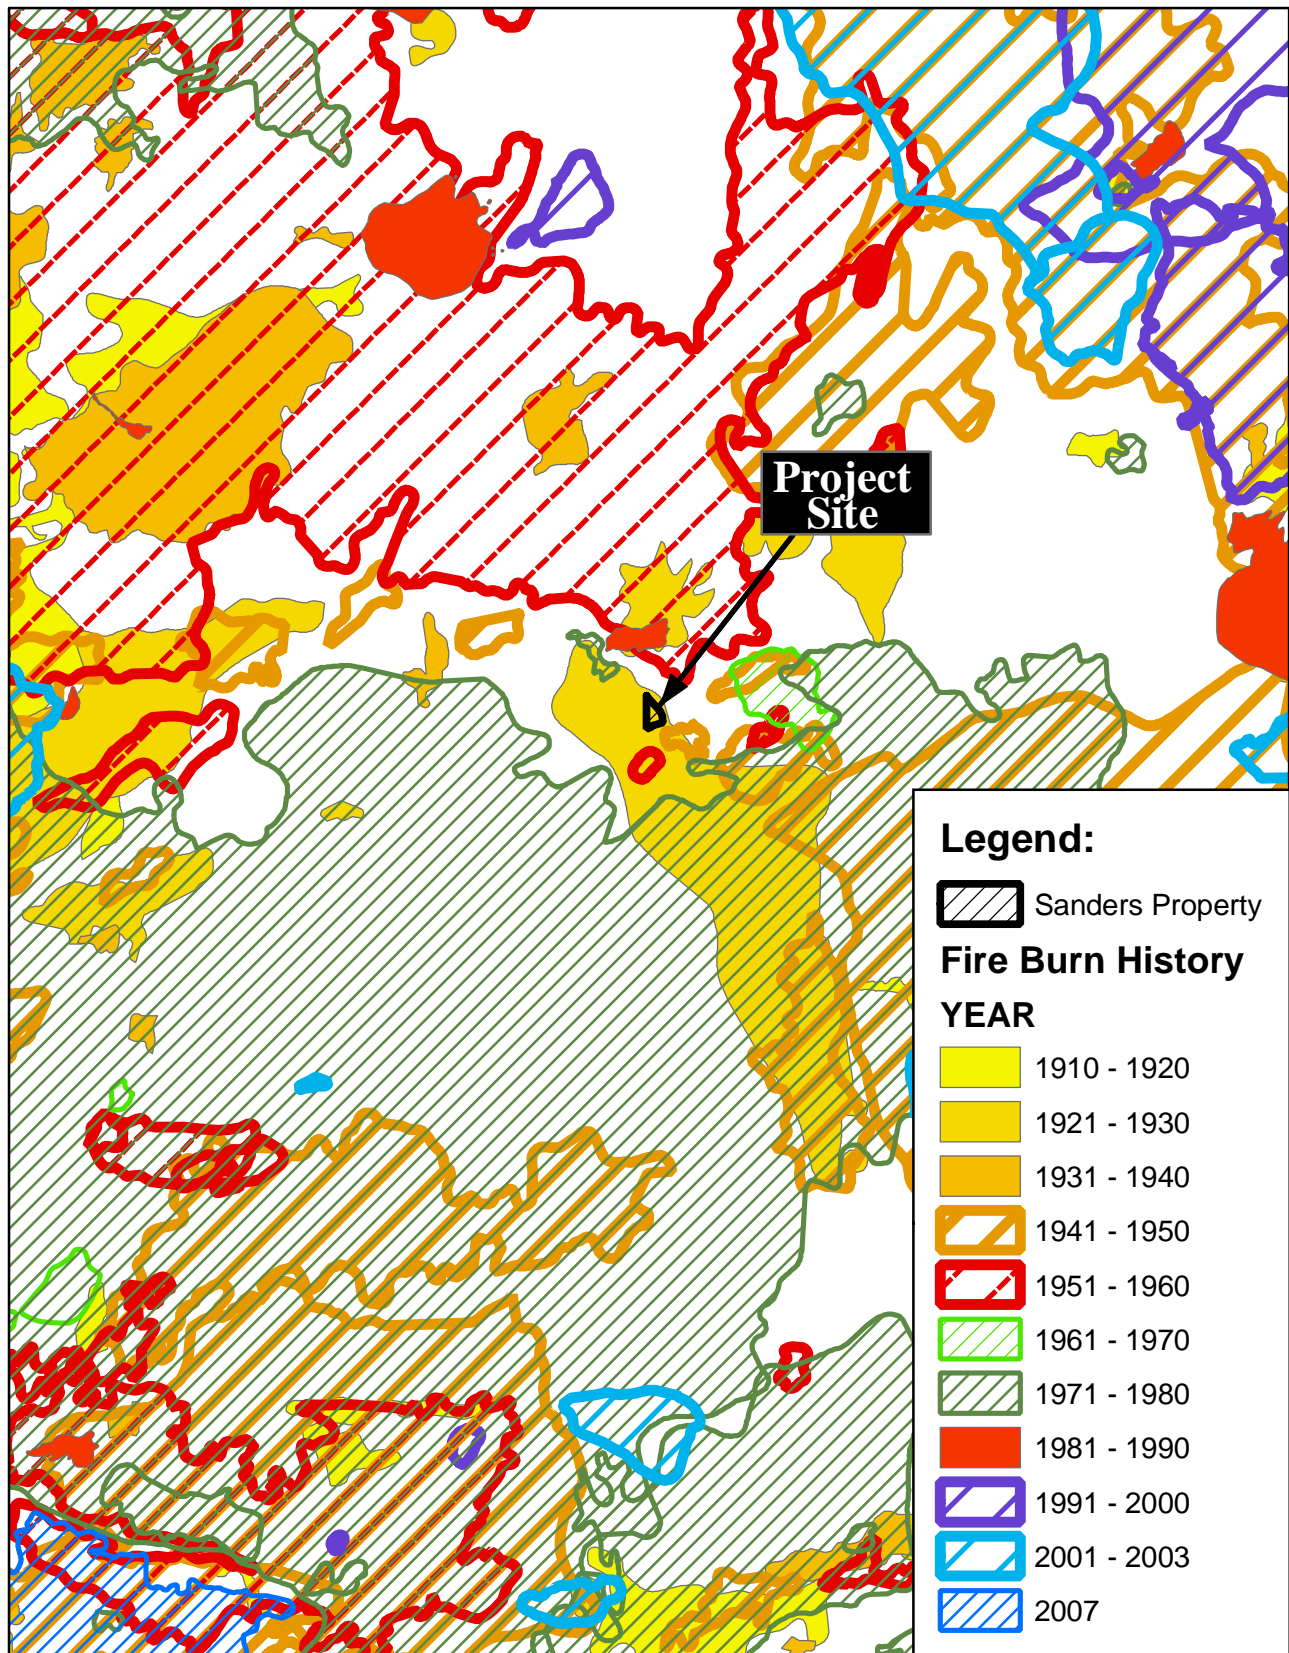 Project
Site
Legend:
Sanders Property
Fire Burn History
YEAR
1910 - 1920
1921 - 1930
1931 - 1940
1941 - 1950
1951 - 1960
1961 - 1970
1971 - 1980
1981 - 1990
1991 - 2000
2001 - 2003
2007